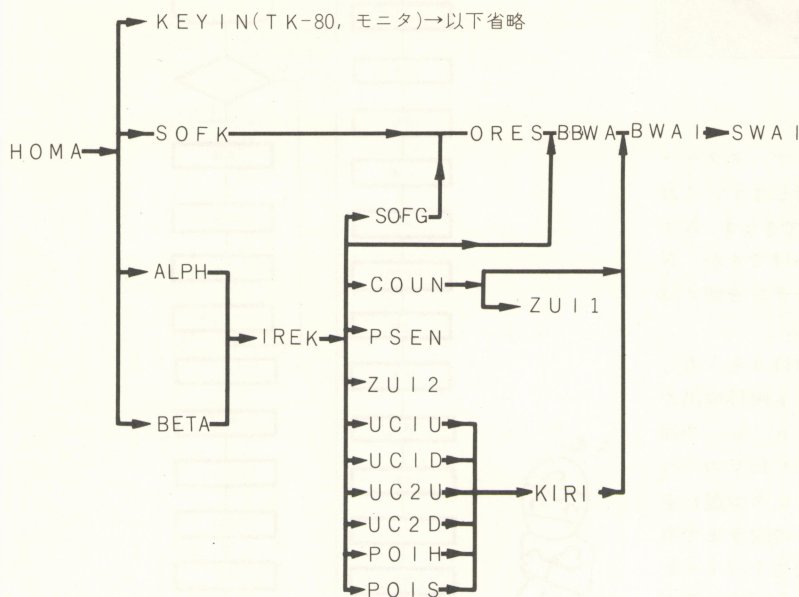 KEYIN(TK-80, モニタ)→以下省略
HOMA
SOFK
ORES
BBWA
BWAI
SWAI
SOFG
ALPH
COUN
ZUI1
IREK
PSEN
ZUI2
BETA
UC1U
UC1D
UC2U
KIRI
UC2D
POIH
POIS